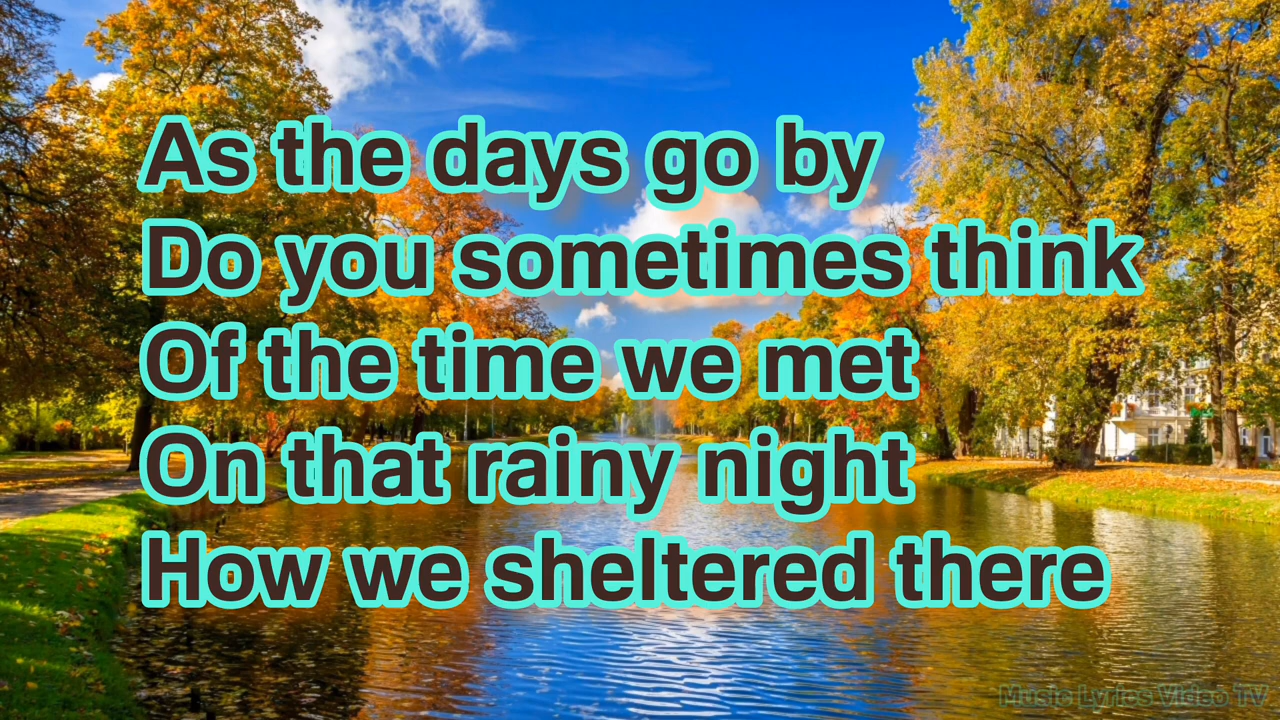 As the days go by
Do you sometimes think
Of the time we met
On that rainy night
How we sheltered there
Music Lyrics Video TV